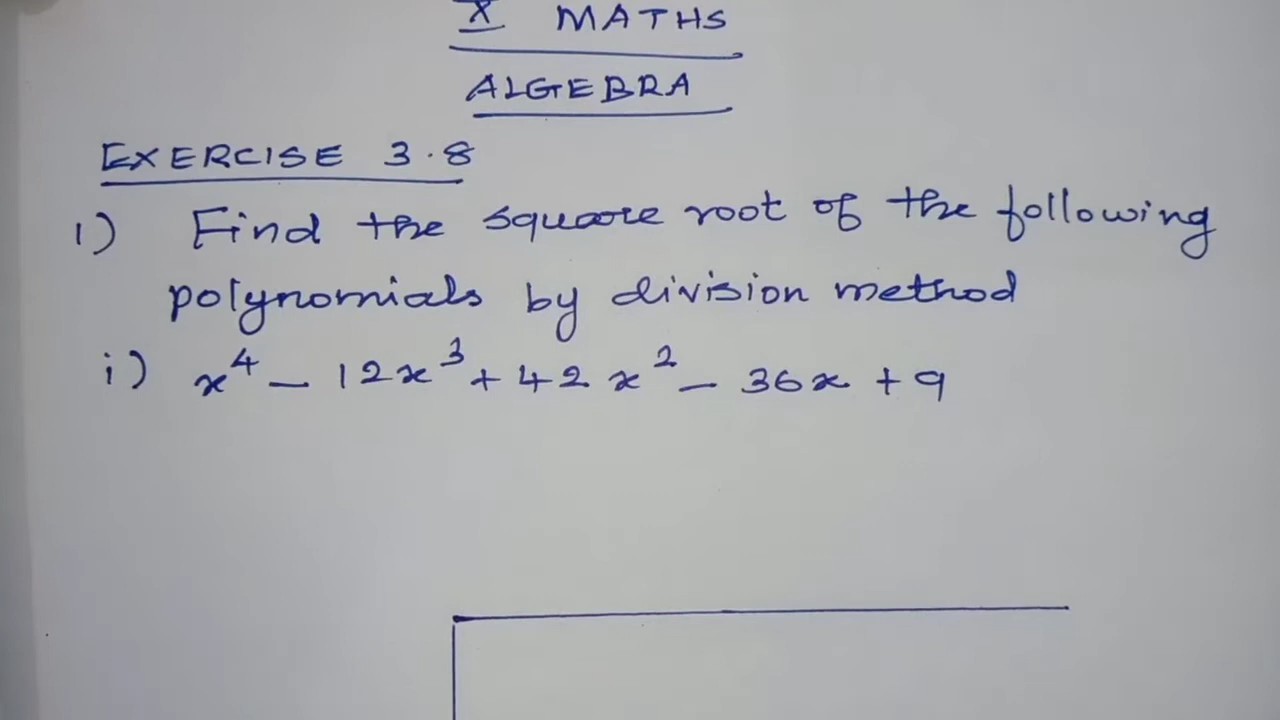 X MATHS
ALGEBRA
EXERCISE 3.8
1) Find the square root of the following
polynomials by division method
i) x⁴ - 12x³ + 42x² - 36x + 9